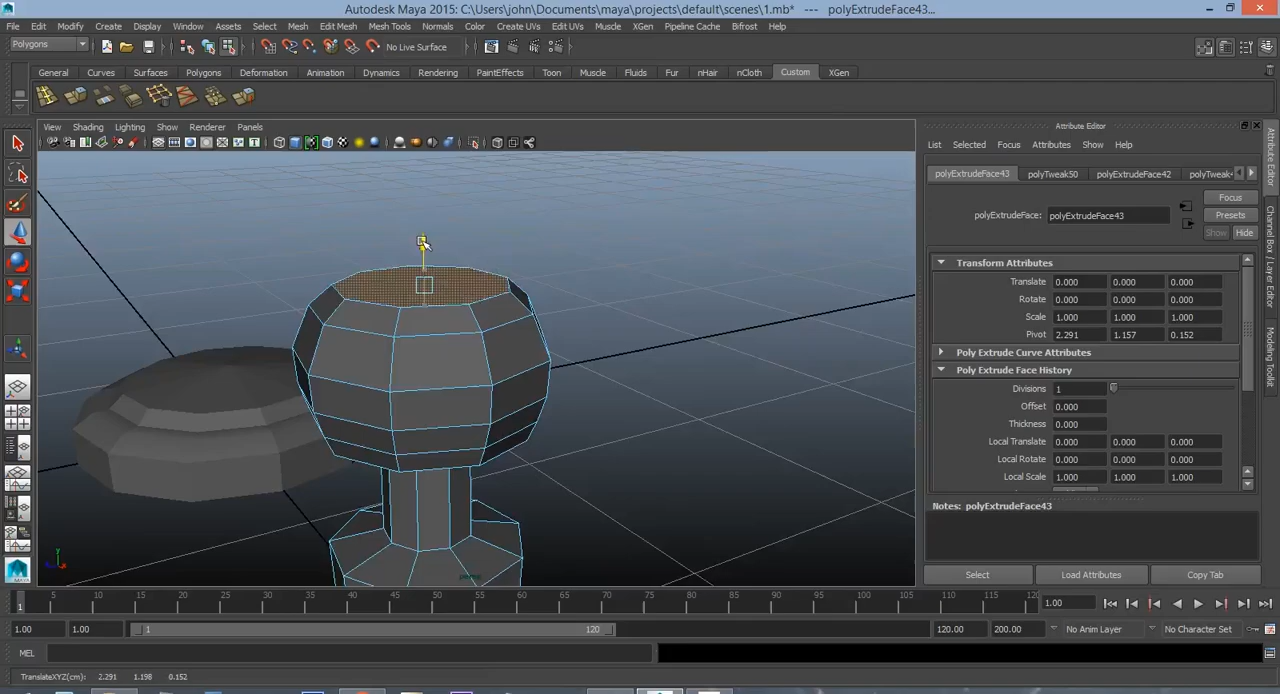 Autodesk Maya 2015: C:\Users\john\Documents\maya\projects\default\scenes\1.mb*   ---   polyExtrudeFace43...
File Edit Modify Create Display Window Assets Select Mesh Edit Mesh Mesh Tools Normals Color Create UVs Edit UVs Muscle XGen Pipeline Cache Bifrost Help
Polygons No Live Surface
General Curves Surfaces Polygons Deformation Animation Dynamics Rendering PaintEffects Toon Muscle Fluids Fur nHair nCloth Custom XGen
View Shading Lighting Show Renderer Panels
Attribute Editor
List Selected Focus Attributes Show Help
polyExtrudeFace43 polyTweak50 polyExtrudeFace42 polyTweak
Focus
polyExtrudeFace: polyExtrudeFace43 Presets
Show Hide
Transform Attributes
Translate 0.000 0.000 0.000
Rotate 0.000 0.000 0.000
Scale 1.000 1.000 1.000
Pivot 2.291 1.157 0.152
Poly Extrude Curve Attributes
Poly Extrude Face History
Divisions 1
Offset 0.000
Thickness 0.000
Local Translate 0.000 0.000 0.000
Local Rotate 0.000 0.000 0.000
Local Scale 1.000 1.000 1.000
Notes: polyExtrudeFace43
Select Load Attributes Copy Tab
Attribute Editor
Channel Box / Layer Editor
Modeling Toolkit
y
persp
1 5 10 15 20 25 30 35 40 45 50 55 60 65 70 75 80 85 90 95 100 105 110 115 120 1.00
1.00 1.00 1 120 120.00 200.00 No Anim Layer No Character Set
MEL
TranslateXYZ(cm): 2.291 1.198 0.152